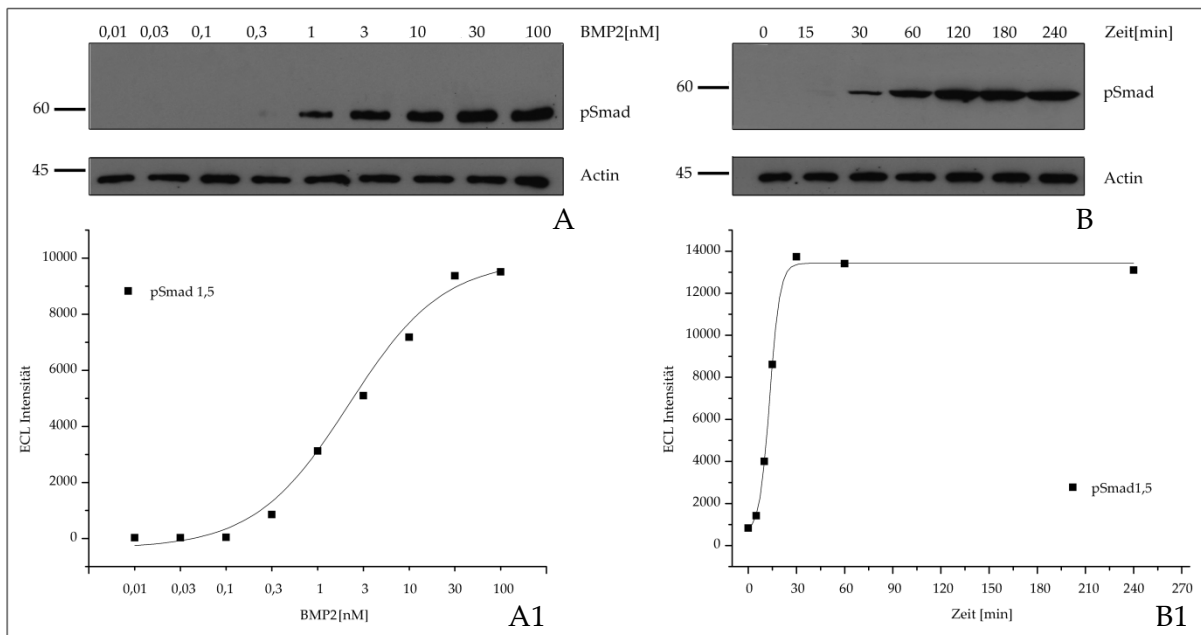 0,01 0,03 0,1 0,3 1 3 10 30 100 BMP2[nM]
60
pSmad
45
Actin
A
0 15 30 60 120 180 240 Zeit[min]
60
pSmad
45
Actin
B
10000
8000
6000
4000
2000
0
ECL Intensität
pSmad 1,5
0,01 0,03 0,1 0,3 1 3 10 30 100
BMP2[nM]
A1
14000
12000
10000
8000
6000
4000
2000
0
ECL Intensität
pSmad1,5
0 30 60 90 120 150 180 210 240 270
Zeit [min]
B1